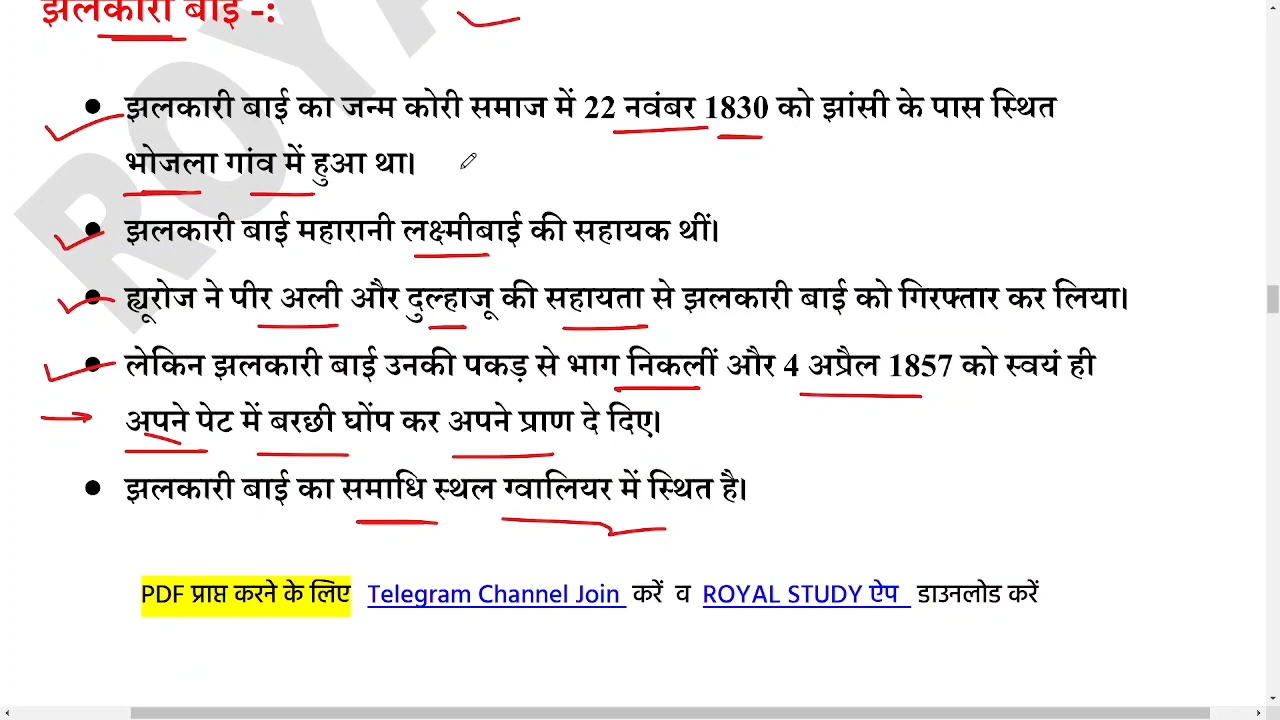 झलकारी बाई -:
झलकारी बाई का जन्म कोरी समाज में 22 नवंबर 1830 को झांसी के पास स्थित
भोजला गांव में हुआ था।
झलकारी बाई महारानी लक्ष्मीबाई की सहायक थीं।
ह्यूरोज ने पीर अली और दुल्हाजू की सहायता से झलकारी बाई को गिरफ्तार कर लिया।
लेकिन झलकारी बाई उनकी पकड़ से भाग निकलीं और 4 अप्रैल 1857 को स्वयं ही
अपने पेट में बरछी घोंप कर अपने प्राण दे दिए।
झलकारी बाई का समाधि स्थल ग्वालियर में स्थित है।
PDF प्राप्त करने के लिए Telegram Channel Join करें व ROYAL STUDY ऐप डाउनलोड करें
ROYA